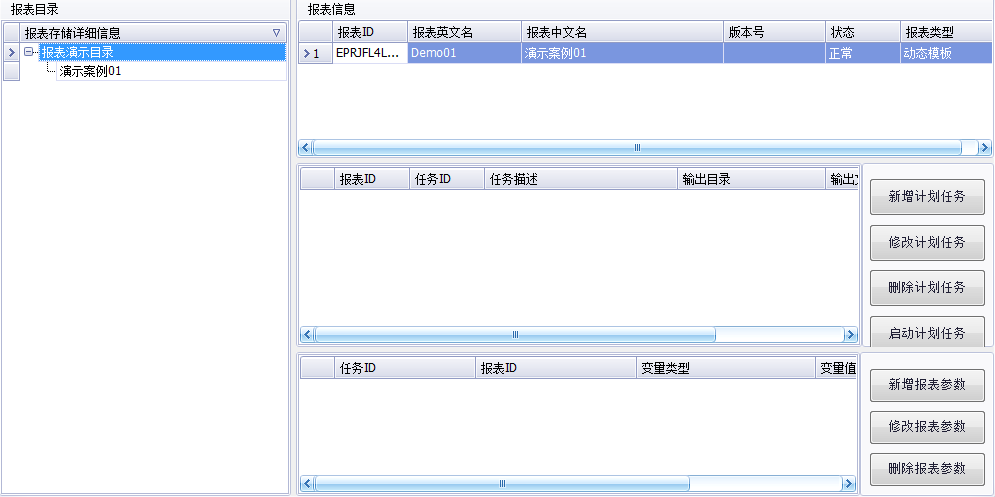 报表目录
报表存储详细信息
报表演示目录
演示案例01
报表信息
报表ID 报表英文名 报表中文名 版本号 状态 报表类型
1 EPRJFL4L... Demo01 演示案例01 正常 动态模板
报表ID 任务ID 任务描述 输出目录 输出
新增计划任务
修改计划任务
删除计划任务
启动计划任务
任务ID 报表ID 变量类型 变量值
新增报表参数
修改报表参数
删除报表参数